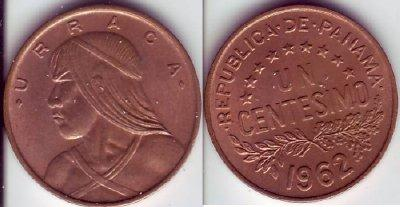 · URRACA ·
REPUBLICA · DE · PANAMA
UN
CENTESIMO
1962